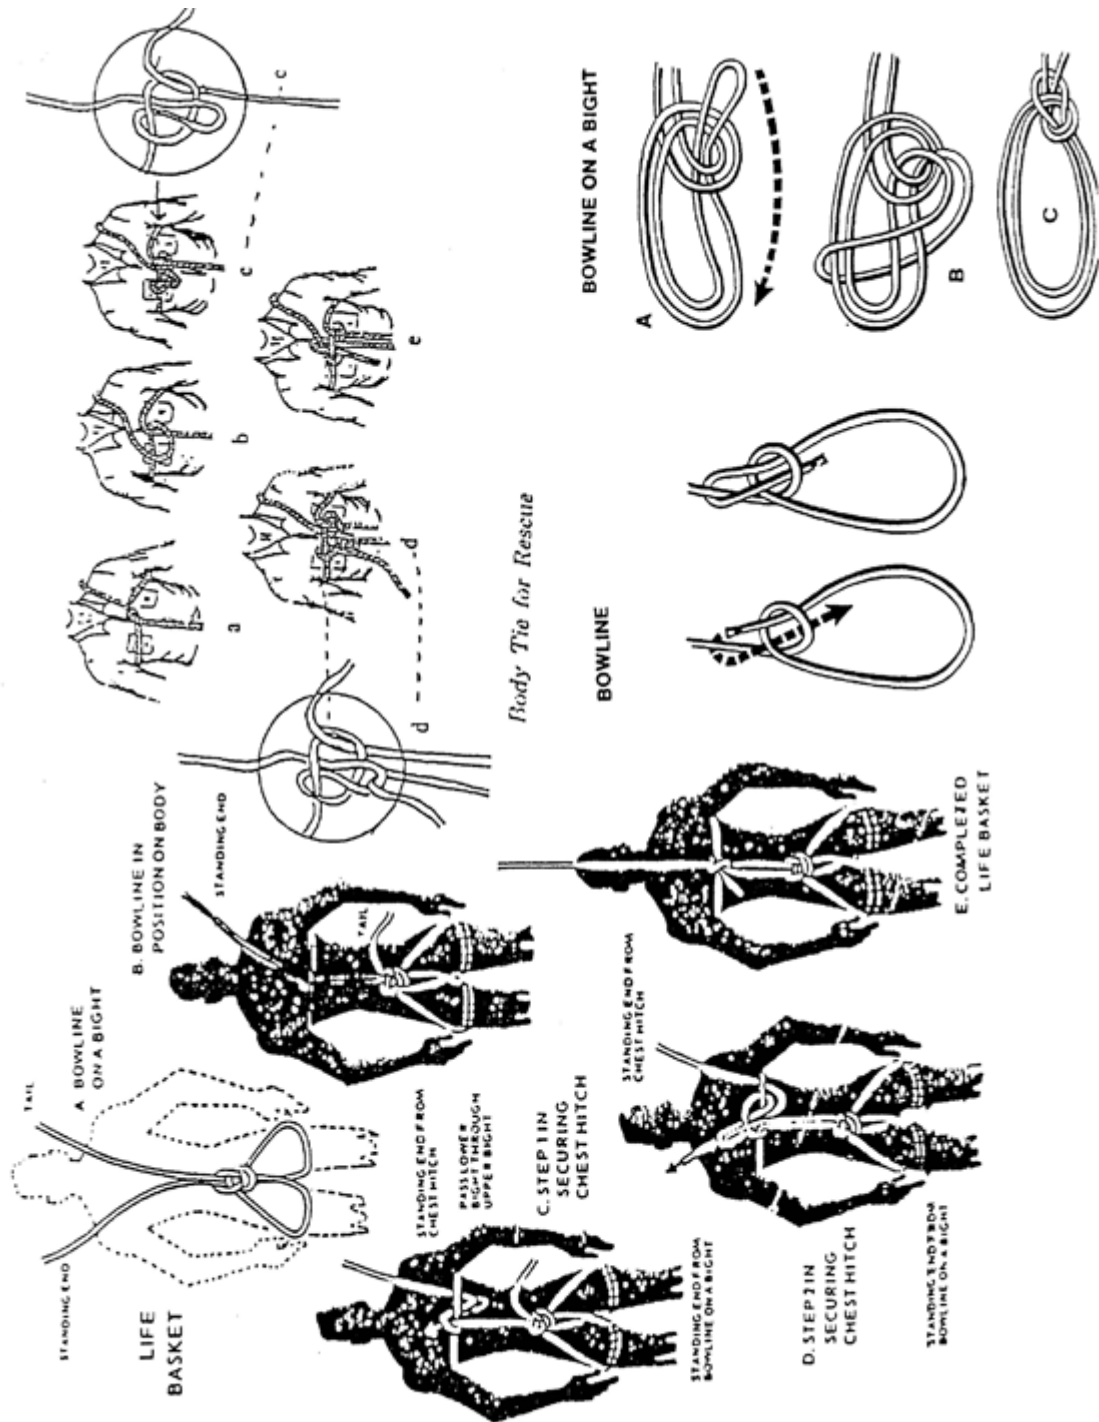 LIFE
BASKET
STANDING END
TAIL
A BOWLINE
ON A BIGHT
B. BOWLINE IN
POSITION ON BODY
STANDING END
TAIL
STANDING END FROM
CHEST HITCH
PASS LOWER
BIGHT THROUGH
UPPER BIGHT
C. STEP 1 IN
SECURING
CHEST HITCH
STANDING END FROM
BOWLINE ON A BIGHT
STANDING END FROM
CHEST HITCH
D. STEP 2 IN
SECURING
CHEST HITCH
STANDING END FROM
BOWLINE ON A BIGHT
E. COMPLETED
LIFE BASKET
a
b
c
c
d
d
e
Body Tie for Rescue
BOWLINE
BOWLINE ON A BIGHT
A
B
C